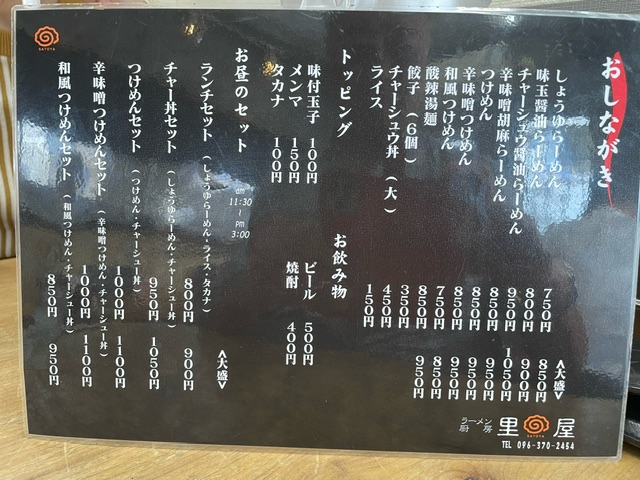 おしながき
<大盛>
しょうゆらーめん 750円 850円
味玉醤油らーめん 800円 900円
チャーシュウ醤油らーめん 950円 1050円
辛味噌胡麻らーめん 850円 950円
つけめん 850円 950円
辛味噌つけめん 850円 950円
和風つけめん 750円 850円
酸辣湯麺 850円 950円
餃子(6個) 350円
チャーシュウ丼(大) 450円
ライス 150円
トッピング
味付玉子 100円
メンマ 150円
タカナ 100円
お飲み物
ビール 500円
焼酎 400円
お昼のセット
am 11:30 ~ pm 3:00
<大盛>
ランチセット(しょうゆらーめん・ライス・タカナ) 800円 900円
チャー丼セット(しょうゆらーめん・チャーシュー丼) 950円 1050円
つけめんセット(つけめん・チャーシュー丼) 1000円 1100円
辛味噌つけめんセット(辛味噌つけめん・チャーシュー丼) 1000円 1100円
和風つけめんセット(和風つけめん・チャーシュー丼) 850円 950円
SATOYA
ラーメン厨房 里屋
SATOYA
TEL 096-370-2454